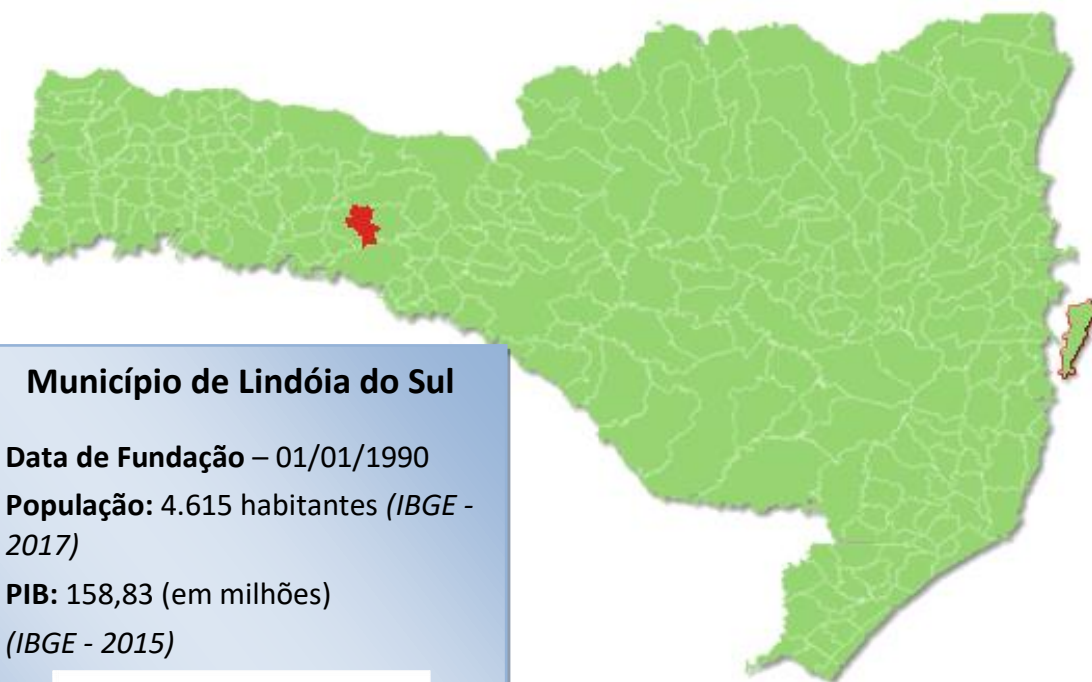 Município de Lindóia do Sul
Data de Fundação – 01/01/1990
População: 4.615 habitantes (IBGE -
2017)
PIB: 158,83 (em milhões)
(IBGE - 2015)